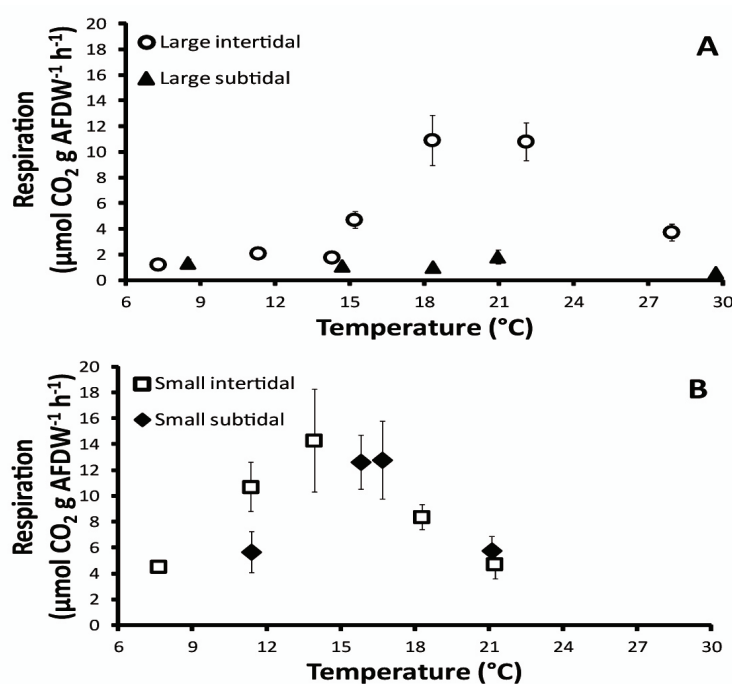 20
18
16
14
12
10
8
6
4
2
0
Respiration
(µmol CO₂ g AFDW⁻¹ h⁻¹)
Large intertidal
Large subtidal
A
6 9 12 15 18 21 24 27 30
Temperature (°C)
20
18
16
14
12
10
8
6
4
2
0
Respiration
(µmol CO₂ g AFDW⁻¹ h⁻¹)
Small intertidal
Small subtidal
B
6 9 12 15 18 21 24 27 30
Temperature (°C)